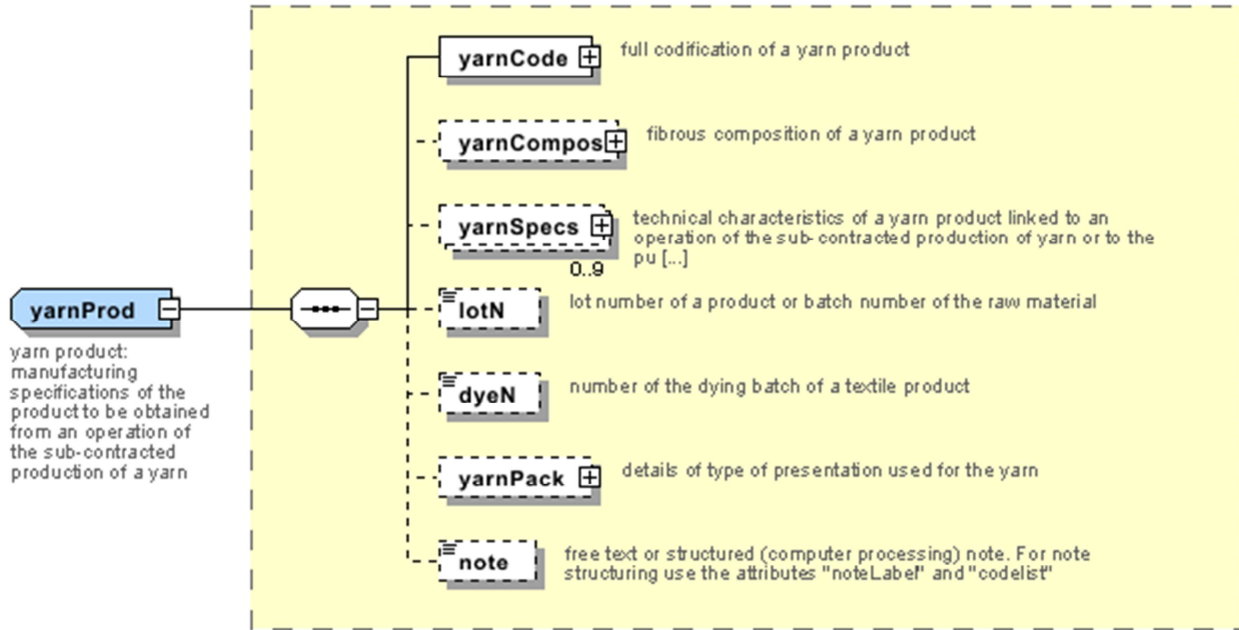 yarnCode
full codification of a yarn product
yarnCompos
fibrous composition of a yarn product
yarnSpecs
technical characteristics of a yarn product linked to an
operation of the sub-contracted production of yarn or to the
pu [...]
0..9
yarnProd
yarn product:
manufacturing
specifications of the
product to be obtained
from an operation of
the sub-contracted
production of a yarn
lotN
lot number of a product or batch number of the raw material
dyeN
number of the dying batch of a textile product
yarnPack
details of type of presentation used for the yarn
note
free text or structured (computer processing) note. For note
structuring use the attributes "noteLabel" and "codelist"